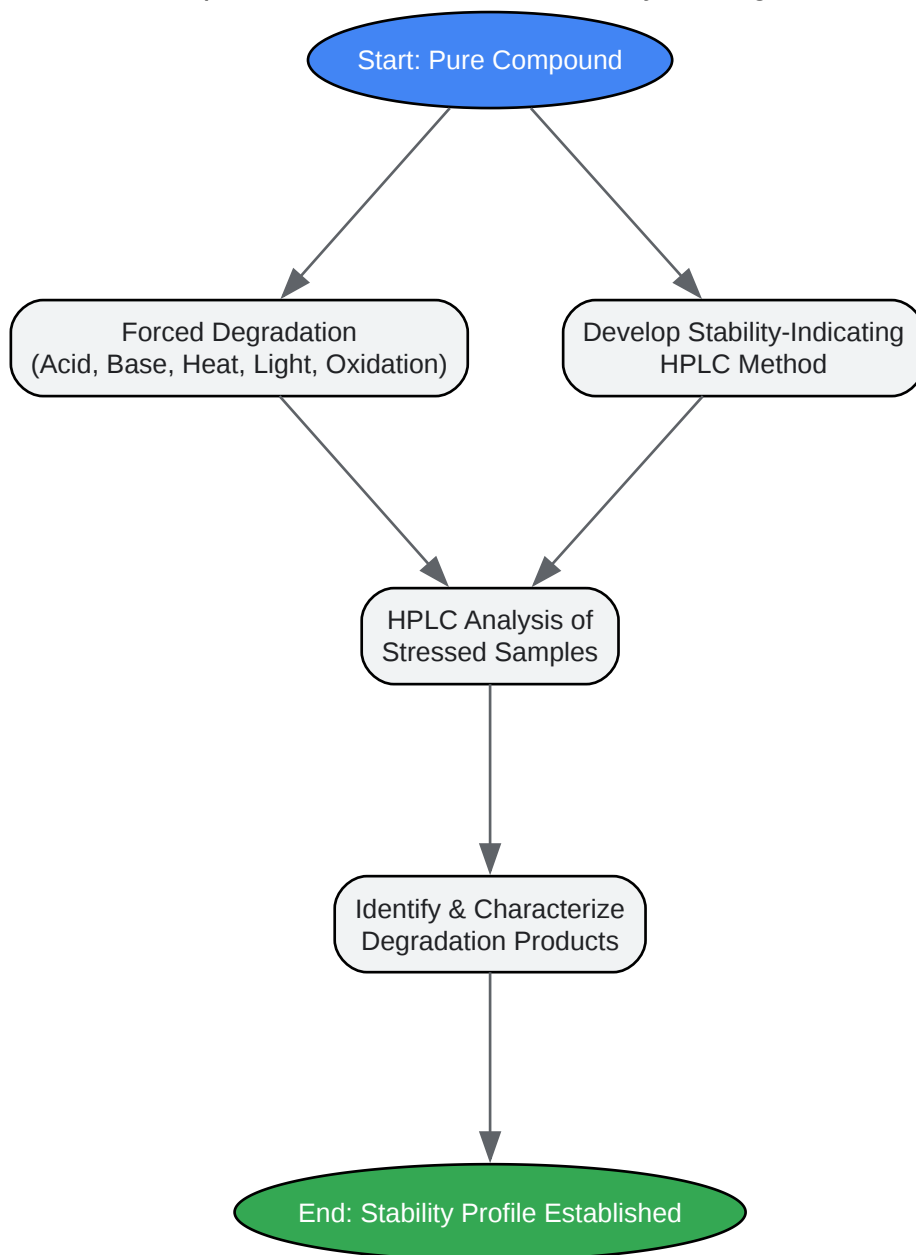 Start: Pure Compound
Forced Degradation
(Acid, Base, Heat, Light, Oxidation)
Develop Stability-Indicating
HPLC Method
HPLC Analysis of
Stressed Samples
Identify & Characterize
Degradation Products
End: Stability Profile Established